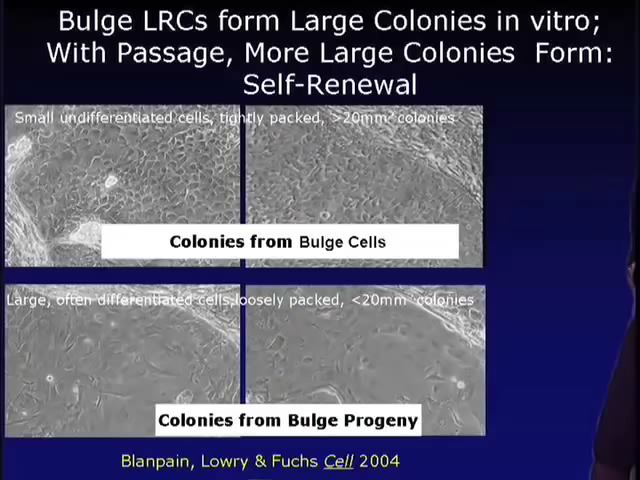 Bulge LRCs form Large Colonies in vitro;
With Passage, More Large Colonies Form:
Self-Renewal
Small undifferentiated cells, tightly packed, >20mm² colonies
Colonies from Bulge Cells
Large, often differentiated cells,loosely packed, <20mm² colonies
Colonies from Bulge Progeny
Blanpain, Lowry & Fuchs Cell 2004